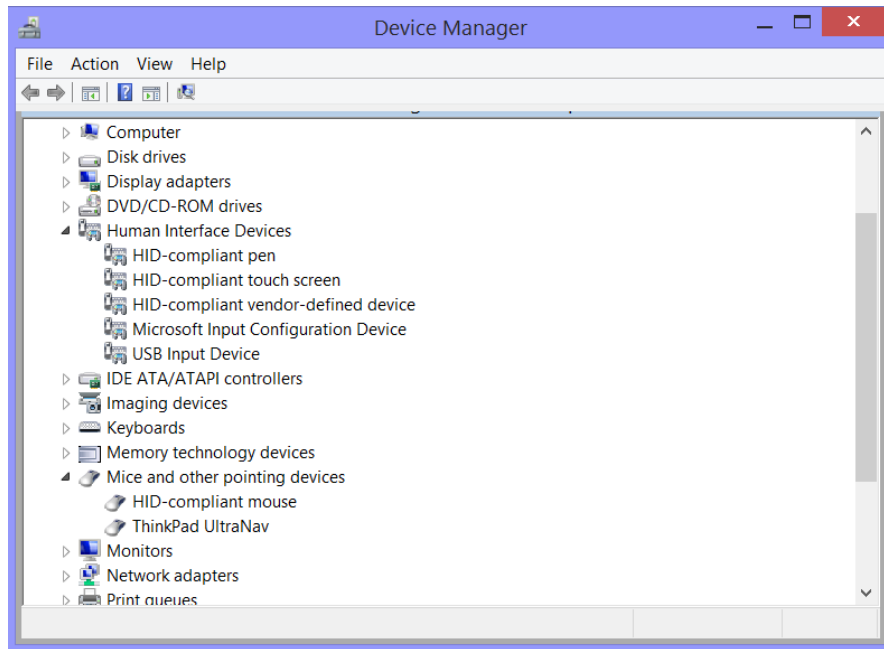 Device Manager
File Action View Help
Computer
Disk drives
Display adapters
DVD/CD-ROM drives
Human Interface Devices
HID-compliant pen
HID-compliant touch screen
HID-compliant vendor-defined device
Microsoft Input Configuration Device
USB Input Device
IDE ATA/ATAPI controllers
Imaging devices
Keyboards
Memory technology devices
Mice and other pointing devices
HID-compliant mouse
ThinkPad UltraNav
Monitors
Network adapters
Print queues